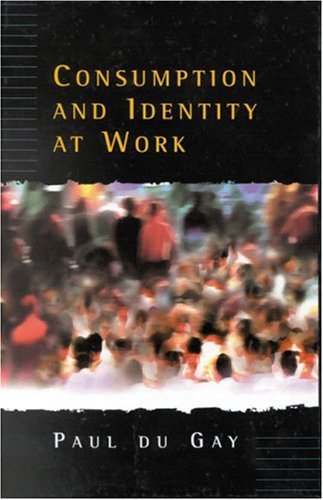 CONSUMPTION
AND IDENTITY
AT WORK
PAUL DU GAY